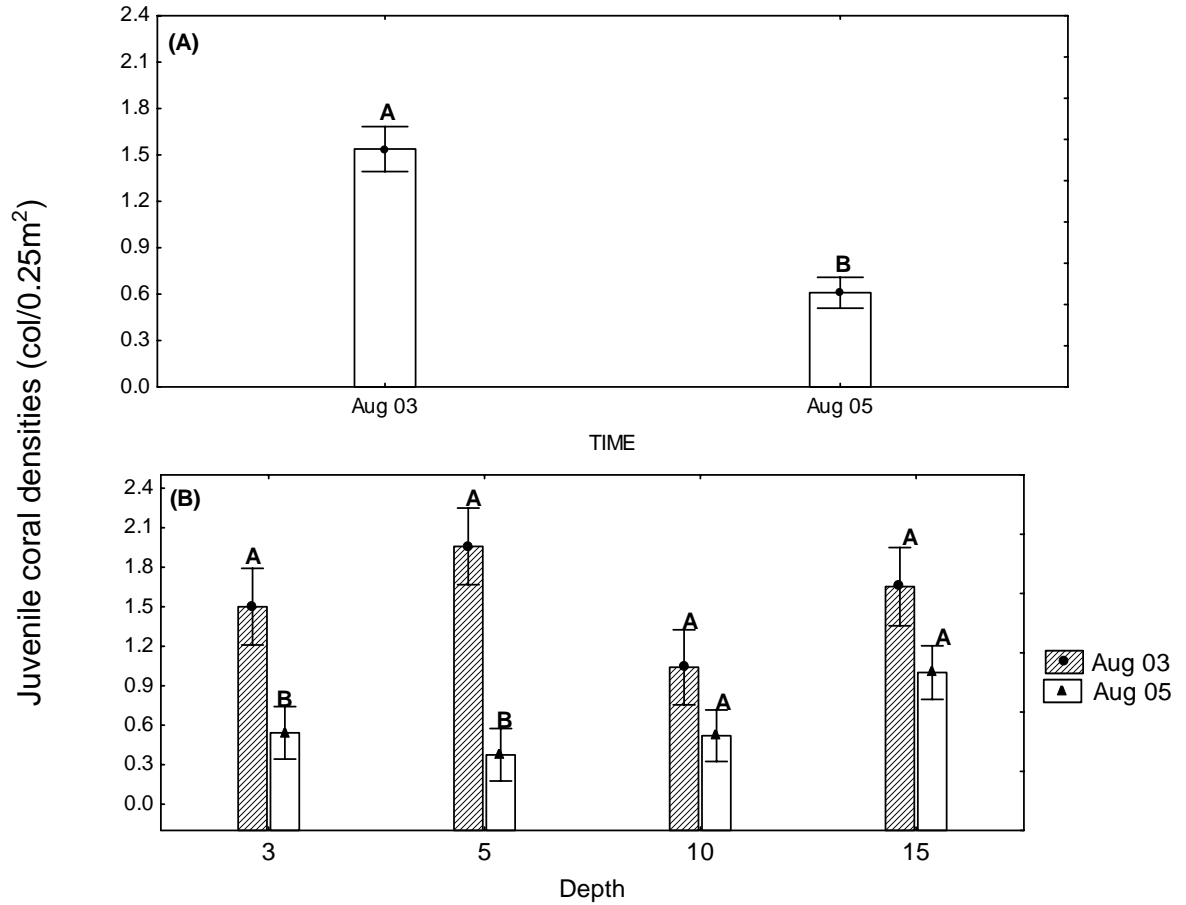 Juvenile coral densities (col/0.25m²)
(A)
2.4
2.1
1.8
1.5
1.2
0.9
0.6
0.3
0.0
A
B
Aug 03 Aug 05
TIME
(B)
2.4
2.1
1.8
1.5
1.2
0.9
0.6
0.3
0.0
A
B
A
B
A
A
A
A
3 5 10 15
Depth
Aug 03
Aug 05